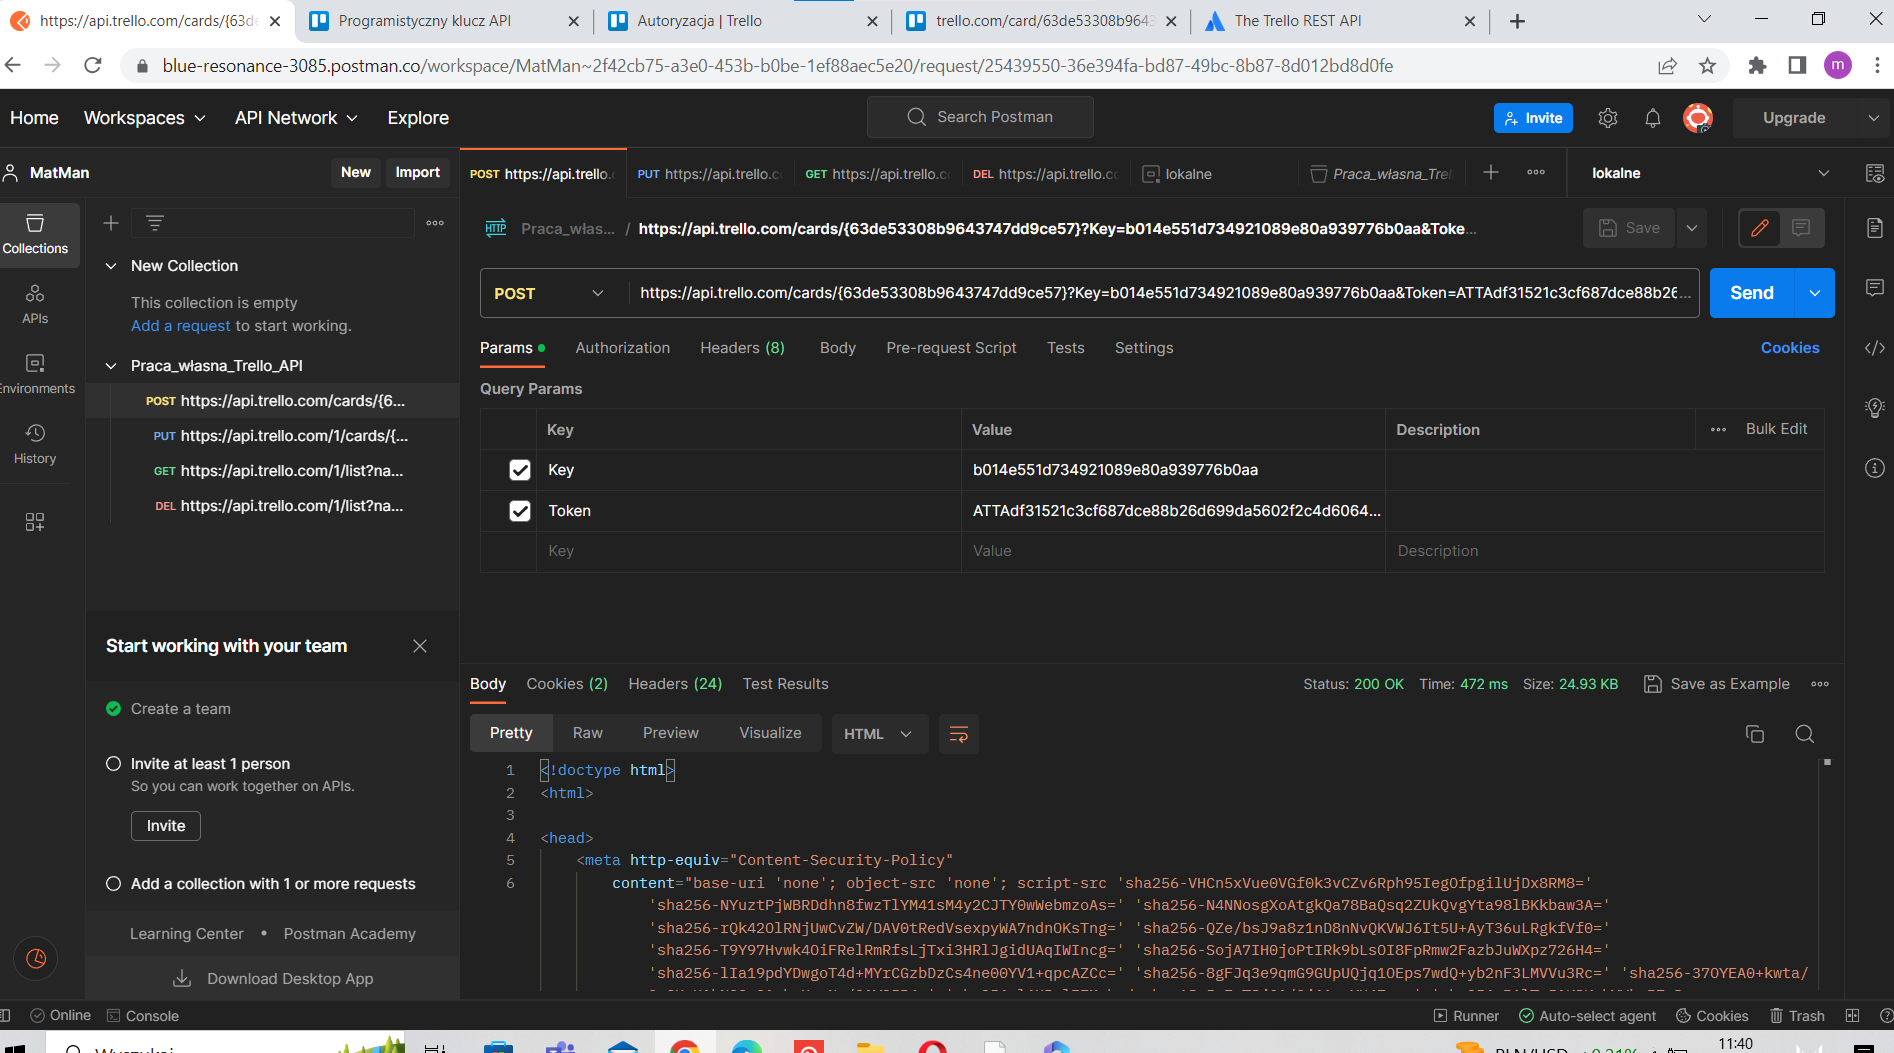 https://api.trello.com/cards/{63de
Programistyczny klucz API
Autoryzacja | Trello
trello.com/card/63de53308b9643
The Trello REST API
blue-resonance-3085.postman.co/workspace/MatMan~2f42cb75-a3e0-453b-b0be-1ef88aec5e20/request/25439550-36e394fa-bd87-49bc-8b87-8d012bd8d0fe
m
Home
Workspaces
API Network
Explore
Search Postman
Invite
Upgrade
MatMan
New
Import
POST https://api.trello.
PUT https://api.trello.c
GET https://api.trello.c
DEL https://api.trello.c
lokalne
Praca_własna_Trel
lokalne
Collections
APIs
Environments
History
New Collection
This collection is empty
Add a request to start working.
Praca_własna_Trello_API
POST https://api.trello.com/cards/{6...
PUT https://api.trello.com/1/cards/{...
GET https://api.trello.com/1/list?na...
DEL https://api.trello.com/1/list?na...
HTTP
Praca_włas... / https://api.trello.com/cards/{63de53308b9643747dd9ce57}?Key=b014e551d734921089e80a939776b0aa&Toke...
Save
POST
https://api.trello.com/cards/{63de53308b9643747dd9ce57}?Key=b014e551d734921089e80a939776b0aa&Token=ATTAdf31521c3cf687dce88b26...
Send
Params
Authorization
Headers (8)
Body
Pre-request Script
Tests
Settings
Cookies
Query Params
Key
Value
Description
Bulk Edit
Key
b014e551d734921089e80a939776b0aa
Token
ATTAdf31521c3cf687dce88b26d699da5602f2c4d6064...
Key
Value
Description
Start working with your team
Create a team
Invite at least 1 person
So you can work together on APIs.
Invite
Add a collection with 1 or more requests
Learning Center • Postman Academy
Download Desktop App
Body
Cookies (2)
Headers (24)
Test Results
Status: 200 OK
Time: 472 ms
Size: 24.93 KB
Save as Example
Pretty
Raw
Preview
Visualize
HTML
1 <!doctype html>
2 <html>
3
4 <head>
5 <meta http-equiv="Content-Security-Policy"
6 content="base-uri 'none'; object-src 'none'; script-src 'sha256-VHCn5xVue0VGf0k3vCZv6Rph95IegOfpgilUjDx8RM8='
'sha256-NYuztPjWBRDdhn8fwzTlYM41sM4y2CJTY0wWebmzoAs=' 'sha256-N4NNosgXoAtgkQa78BaQsq2ZUkQvgYta98lBKkbaw3A='
'sha256-rQk42OlRNjUwCvZW/DAV0tRedVsexpyWA7ndnOKsTng=' 'sha256-QZe/bsJ9a8z1nD8nNvQKVWJ6It5U+AyT36uLRgkfVf0='
'sha256-T9Y97Hvwk4OiFRelRmRfsLjTxi3HRlJgidUAqIWIncg=' 'sha256-SojA7IH0joPtIRk9bLsOI8FpRmw2FazbJuWXpz726H4='
'sha256-lIa19pdYDwgoT4d+MYrCGzbDzCs4ne00YV1+qpcAZCc=' 'sha256-8gFJq3e9qmG9GUpUQjq1OEps7wdQ+yb2nF3LMVVu3Rc=' 'sha256-37OYEA0+kwta/
Online
Console
Runner
Auto-select agent
Cookies
Trash
11:40